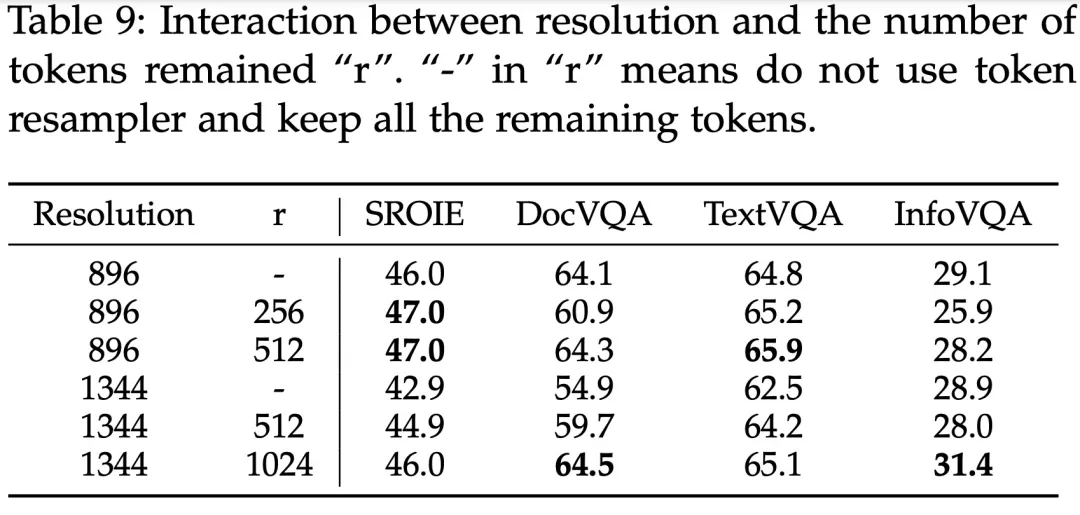 Table 9: Interaction between resolution and the number of
tokens remained “r”. “-” in “r” means do not use token
resampler and keep all the remaining tokens.
Resolution r SROIE DocVQA TextVQA InfoVQA
896 - 46.0 64.1 64.8 29.1
896 256 47.0 60.9 65.2 25.9
896 512 47.0 64.3 65.9 28.2
1344 - 42.9 54.9 62.5 28.9
1344 512 44.9 59.7 64.2 28.0
1344 1024 46.0 64.5 65.1 31.4